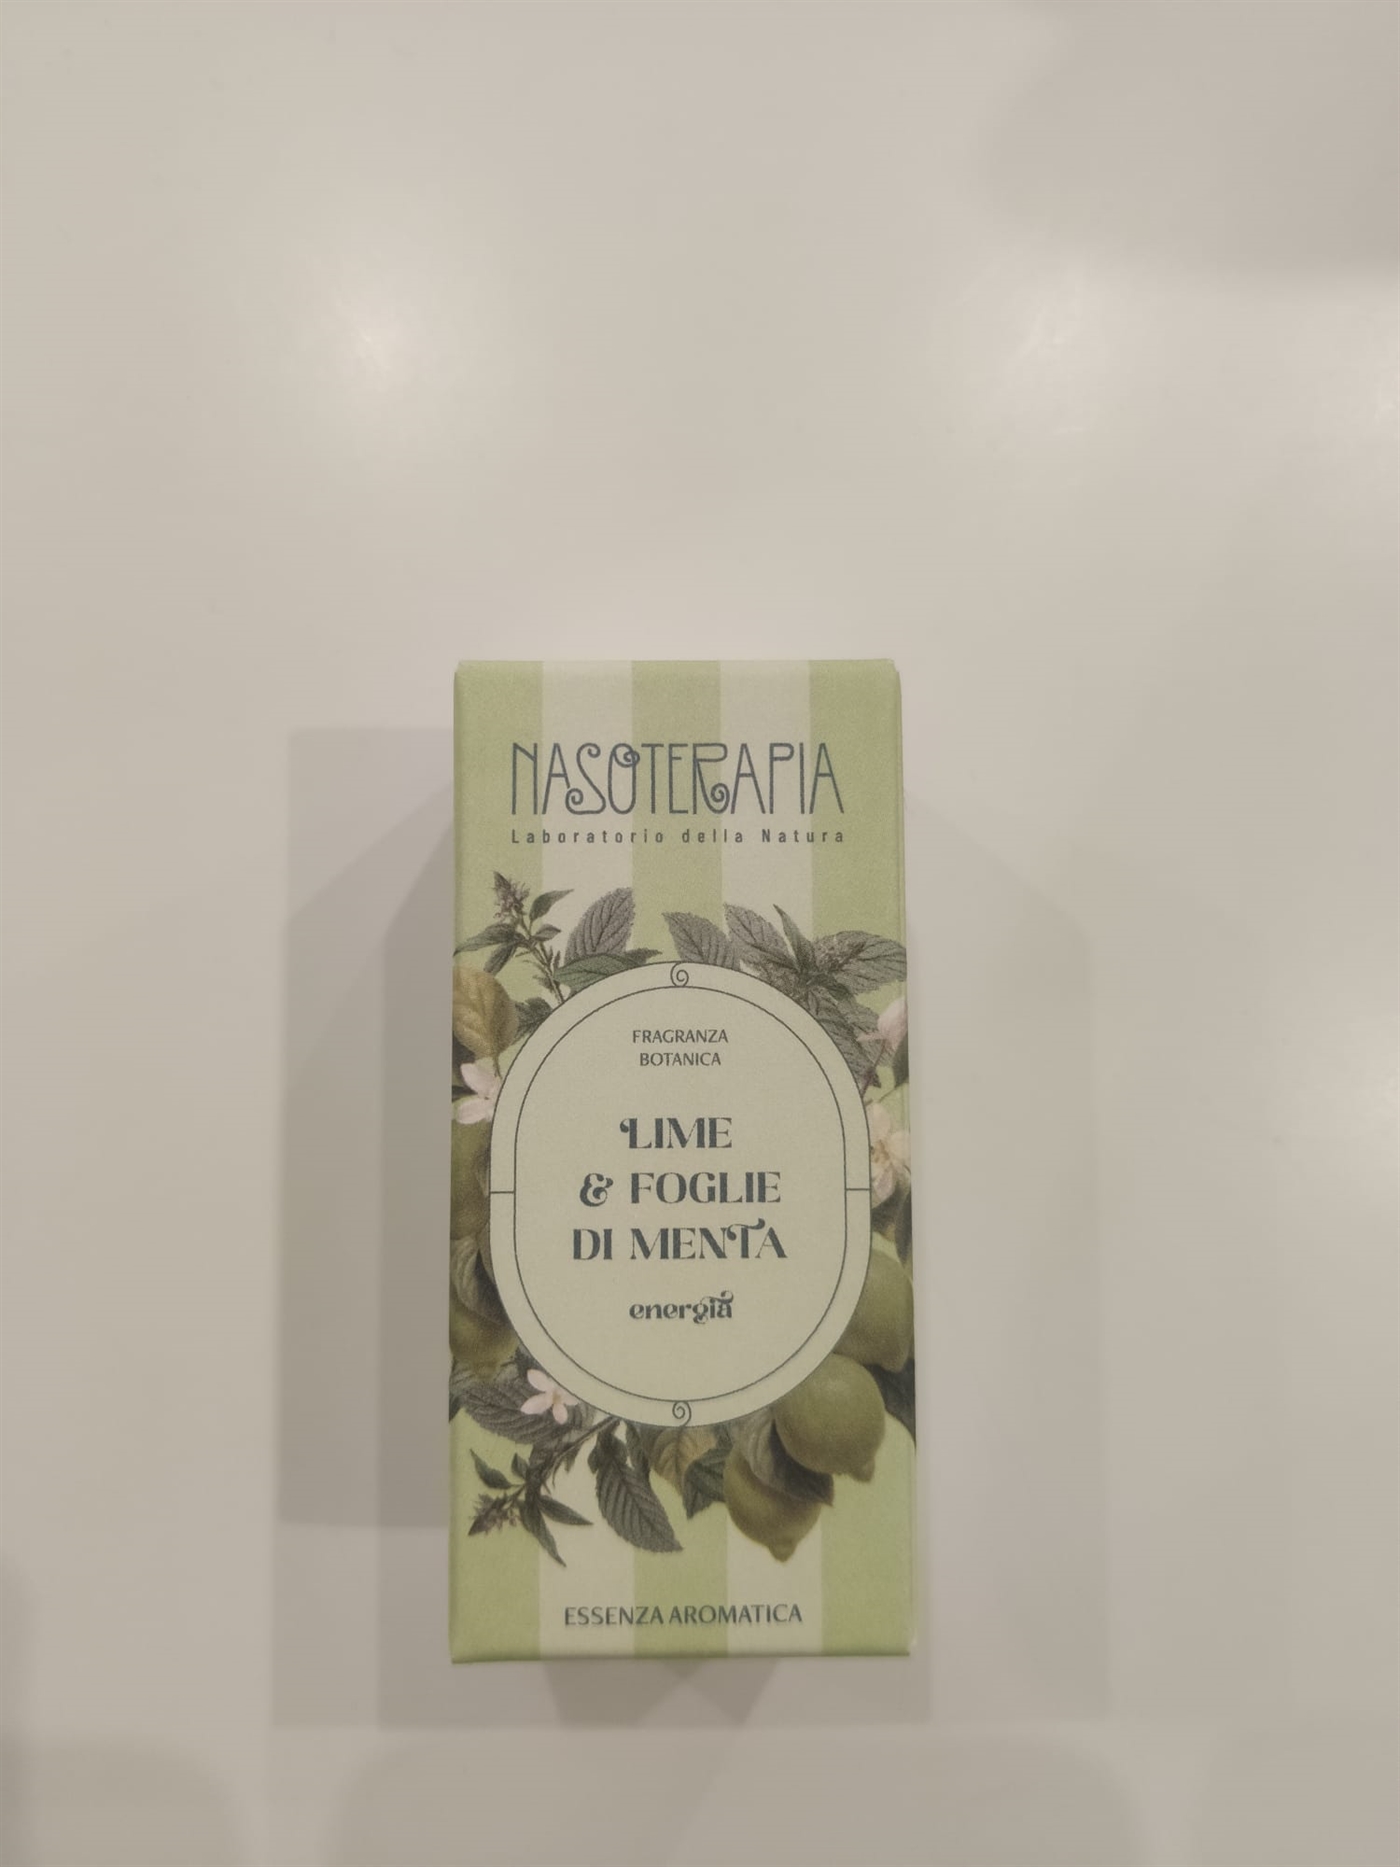 NASOTERAPIA
Laboratorio della Natura
FRAGRANZA
BOTANICA
LIME
& FOGLIE
DI MENTA
energia
ESSENZA AROMATICA